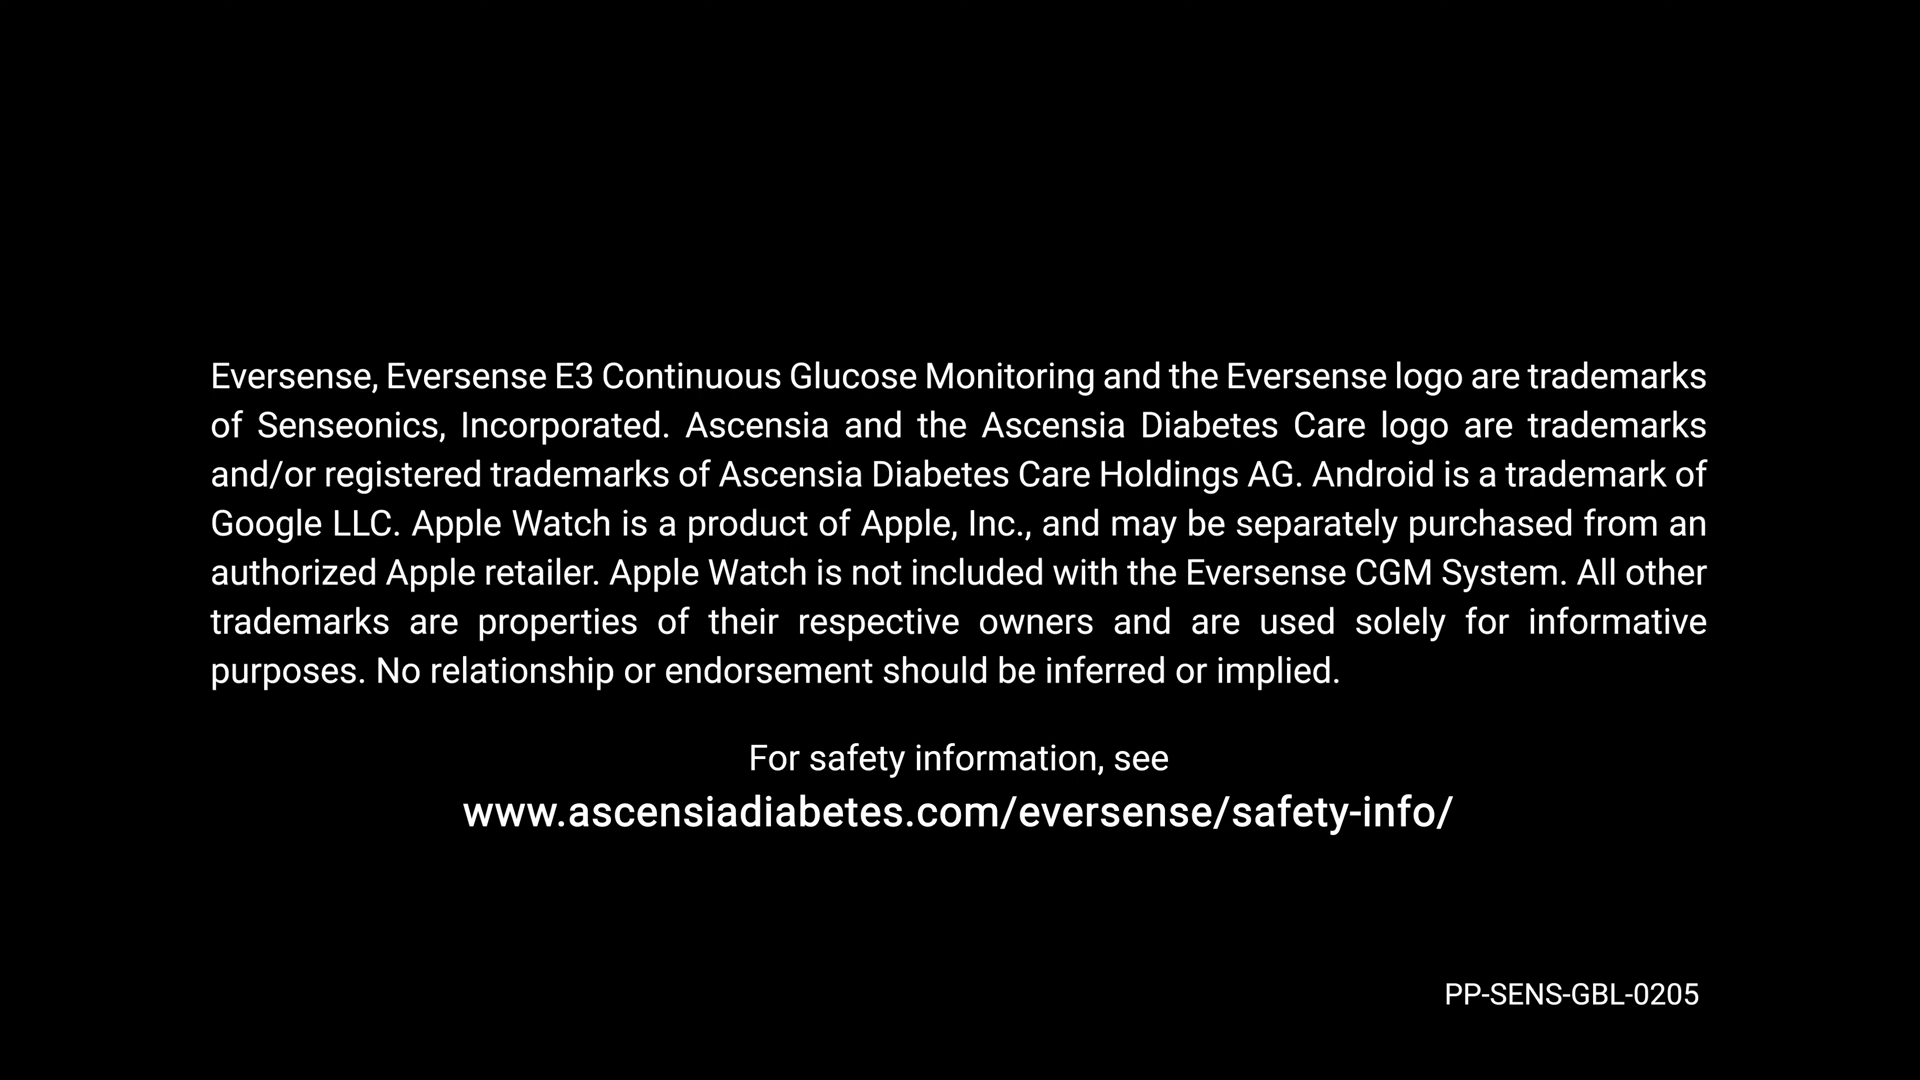 Eversense, Eversense E3 Continuous Glucose Monitoring and the Eversense logo are trademarks
of Senseonics, Incorporated. Ascensia and the Ascensia Diabetes Care logo are trademarks
and/or registered trademarks of Ascensia Diabetes Care Holdings AG. Android is a trademark of
Google LLC. Apple Watch is a product of Apple, Inc., and may be separately purchased from an
authorized Apple retailer. Apple Watch is not included with the Eversense CGM System. All other
trademarks are properties of their respective owners and are used solely for informative
purposes. No relationship or endorsement should be inferred or implied.
For safety information, see
www.ascensiadiabetes.com/eversense/safety-info/
PP-SENS-GBL-0205